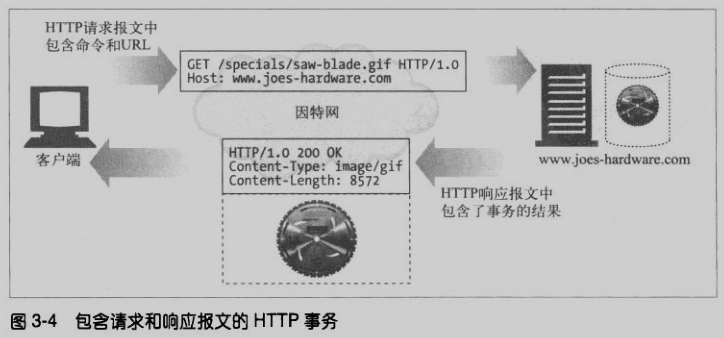 HTTP请求报文中
包含命令和URL
GET /specials/saw-blade.gif HTTP/1.0
Host: www.joes-hardware.com
因特网
客户端
www.joes-hardware.com
HTTP/1.0 200 OK
Content-Type: image/gif
Content-Length: 8572
HTTP响应报文中
包含了事务的结果
图 3-4 包含请求和响应报文的 HTTP 事务